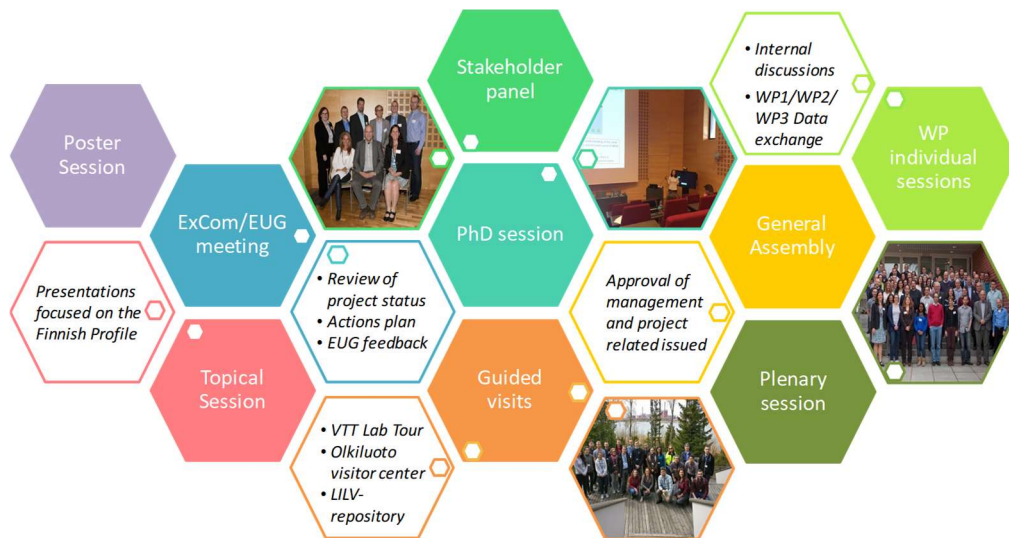 Stakeholder
panel
• Internal
discussions
• WP1/WP2/
WP3 Data
exchange
Poster
Session
WP
individual
sessions
ExCom/EUG
meeting
PhD session
General
Assembly
Presentations
focused on the
Finnish Profile
• Review of
project status
• Actions plan
• EUG feedback
Approval of
management
and project
related issued
Topical
Session
Guided
visits
Plenary
session
• VTT Lab Tour
• Olkiluoto
visitor center
• LILV-
repository